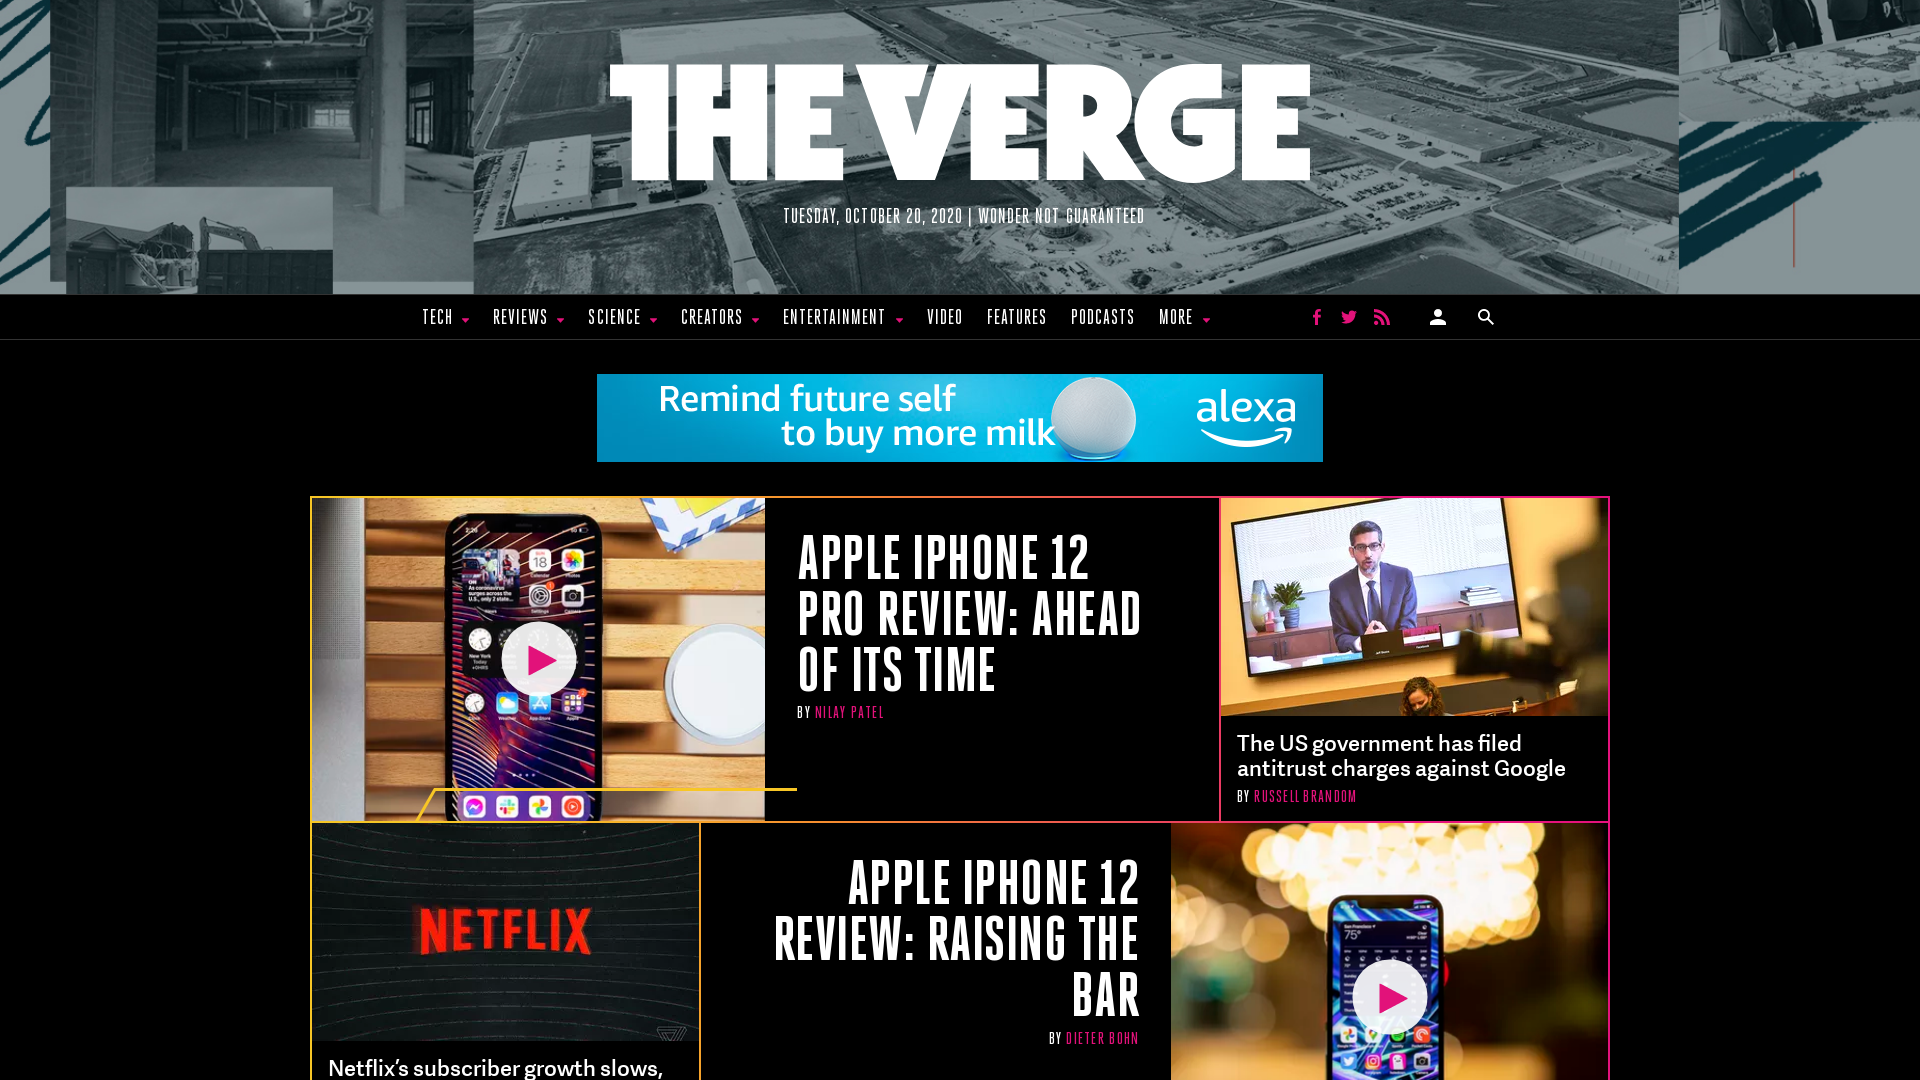 THE VERGE
TUESDAY, OCTOBER 20, 2020 | WONDER NOT GUARANTEED
TECH REVIEWS SCIENCE CREATORS ENTERTAINMENT VIDEO FEATURES PODCASTS MORE
Remind future self
to buy more milk
alexa
APPLE IPHONE 12
PRO REVIEW: AHEAD
OF ITS TIME
BY NILAY PATEL
The US government has filed
antitrust charges against Google
BY RUSSELL BRANDOM
NETFLIX
Netflix’s subscriber growth slows,
APPLE IPHONE 12
REVIEW: RAISING THE
BAR
BY DIETER BOHN
18
75°